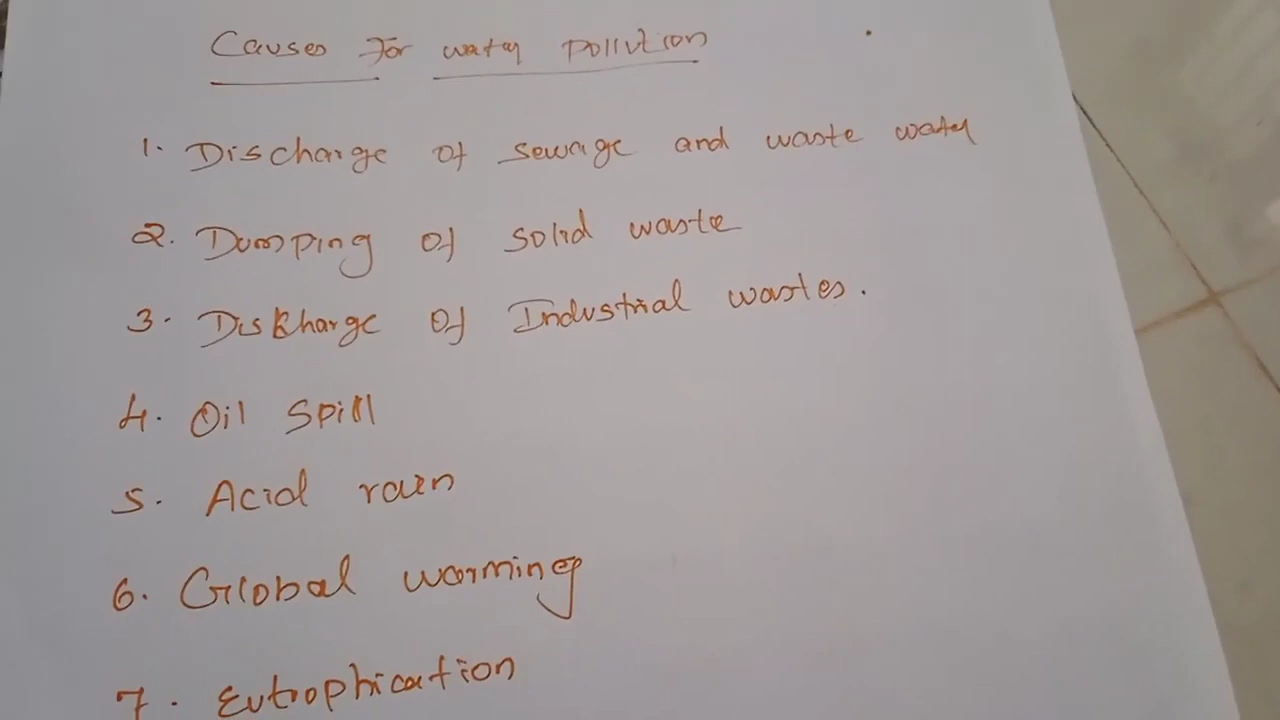 Causes For water Pollution
1. Discharge of sewage and waste water
2. Dumping of solid waste
3. Discharge of Industrial wastes.
4. Oil Spill
5. Acid rain
6. Global warming
7. Eutrophication